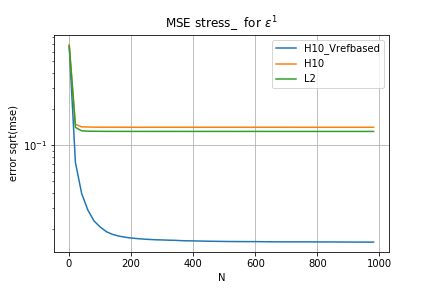 MSE stress_ for ε¹
H10_Vrefbased
H10
L2
error sqrt(mse)
10⁻¹
0 200 400 600 800 1000
N